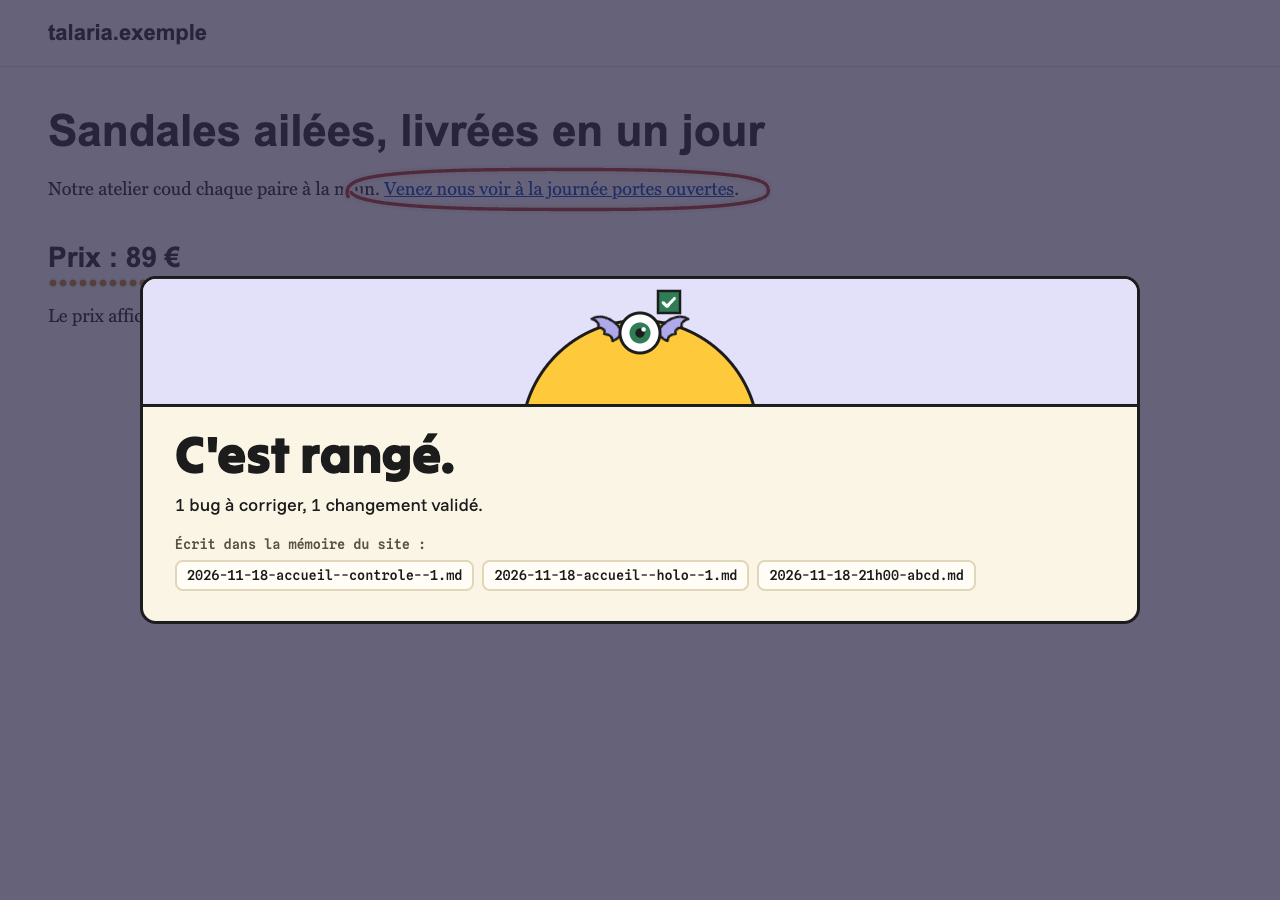 talaria.exemple
Sandales ailées, livrées en un jour
Notre atelier coud chaque paire à la main. Venez nous voir à la journée portes ouvertes.
Prix : 89 €
Le prix affic
C'est rangé.
1 bug à corriger, 1 changement validé.
Écrit dans la mémoire du site :
2026-11-18-accueil--controle--1.md 2026-11-18-accueil--holo--1.md 2026-11-18-21h00-abcd.md